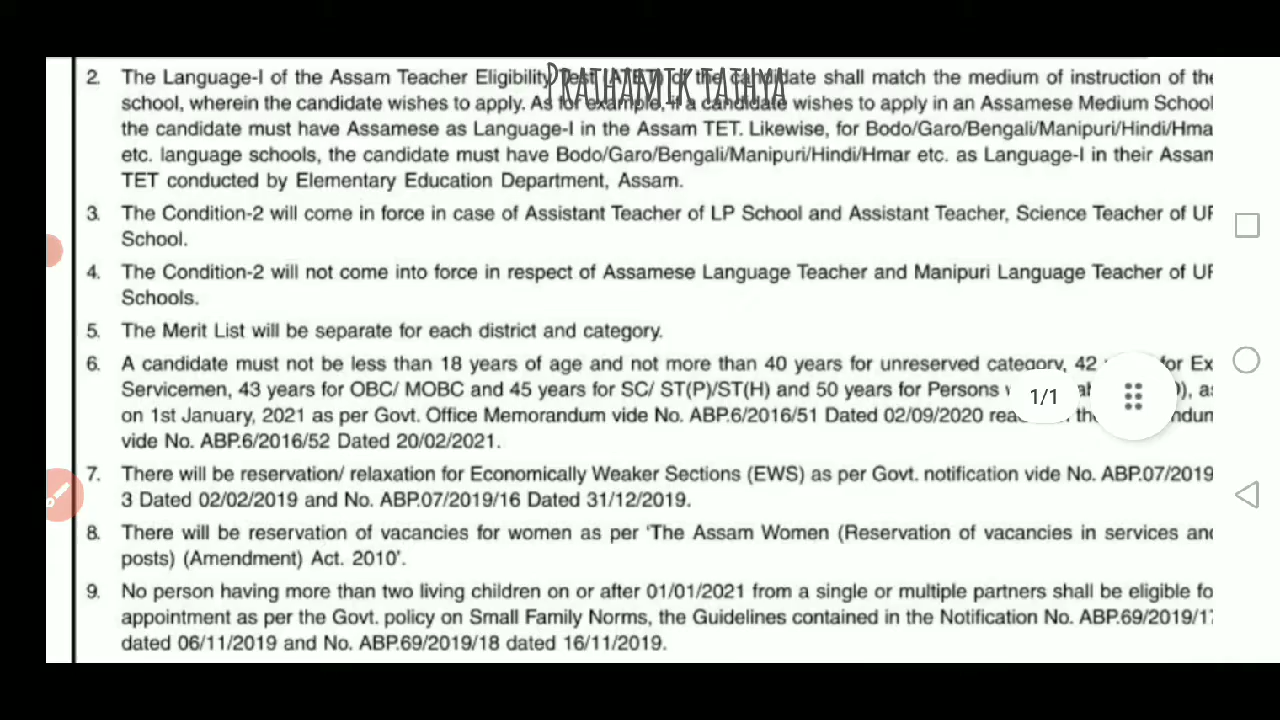 PRATHAMIK TATHYA
2. The Language-I of the Assam Teacher Eligibility Test (ATET) of the candidate shall match the medium of instruction of the
school, wherein the candidate wishes to apply. As for example, if a candidate wishes to apply in an Assamese Medium School
the candidate must have Assamese as Language-I in the Assam TET. Likewise, for Bodo/Garo/Bengali/Manipuri/Hindi/Hma
etc. language schools, the candidate must have Bodo/Garo/Bengali/Manipuri/Hindi/Hmar etc. as Language-I in their Assam
TET conducted by Elementary Education Department, Assam.
3. The Condition-2 will come in force in case of Assistant Teacher of LP School and Assistant Teacher, Science Teacher of UP
School.
4. The Condition-2 will not come into force in respect of Assamese Language Teacher and Manipuri Language Teacher of UP
Schools.
5. The Merit List will be separate for each district and category.
6. A candidate must not be less than 18 years of age and not more than 40 years for unreserved category, 42 for Ex
Servicemen, 43 years for OBC/ MOBC and 45 years for SC/ ST(P)/ST(H) and 50 years for Persons as
on 1st January, 2021 as per Govt. Office Memorandum vide No. ABP.6/2016/51 Dated 02/09/2020
vide No. ABP.6/2016/52 Dated 20/02/2021.
1/1
7. There will be reservation/ relaxation for Economically Weaker Sections (EWS) as per Govt. notification vide No. ABP.07/2019
3 Dated 02/02/2019 and No. ABP.07/2019/16 Dated 31/12/2019.
8. There will be reservation of vacancies for women as per 'The Assam Women (Reservation of vacancies in services and
posts) (Amendment) Act. 2010'.
9. No person having more than two living children on or after 01/01/2021 from a single or multiple partners shall be eligible fo
appointment as per the Govt. policy on Small Family Norms, the Guidelines contained in the Notification No. ABP.69/2019/17
dated 06/11/2019 and No. ABP.69/2019/18 dated 16/11/2019.